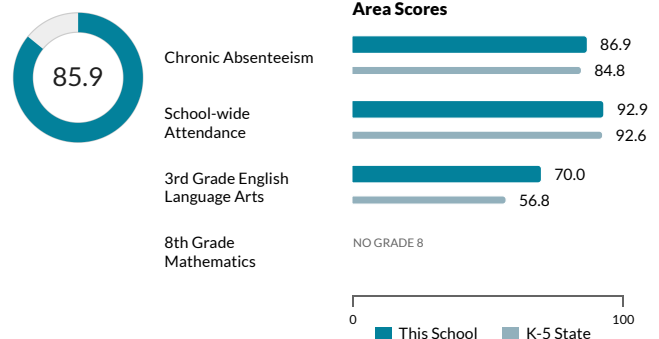 Area Scores
85.9
Chronic Absenteeism
86.9
84.8
School-wide
Attendance
92.9
92.6
3rd Grade English
Language Arts
70.0
56.8
8th Grade
Mathematics
NO GRADE 8
0
100
This School
K-5 State